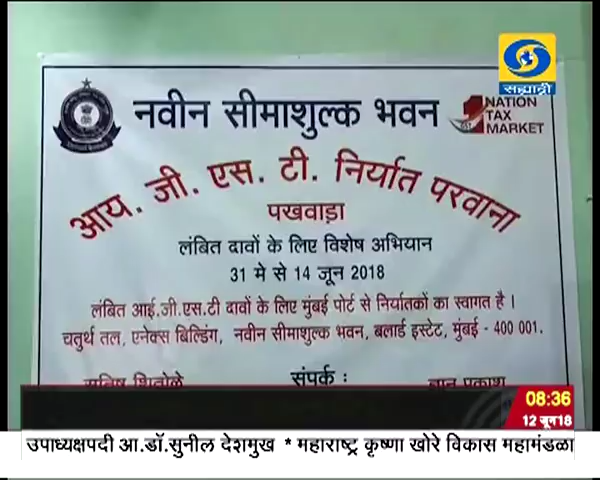 सह्याद्री
नवीन सीमाशुल्क भवन
1 NATION
TAX
MARKET
आय. जी. एस. टी. निर्यात परवाना
पखवाड़ा
लंबित दावों के लिए विशेष अभियान
31 मे से 14 जून 2018
लंबित आई.जी.एस.टी दावों के लिए मुंबई पोर्ट से निर्यातकों का स्वागत है ।
चतुर्थ तल, एनेक्स बिल्डिंग, नवीन सीमाशुल्क भवन, बलार्ड इस्टेट, मुंबई - 400 001.
संपर्क :
08:36
12 जून18
उपाध्यक्षपदी आ.डॉ.सुनील देशमुख * महाराष्ट्र कृष्णा खोरे विकास महामंडळा